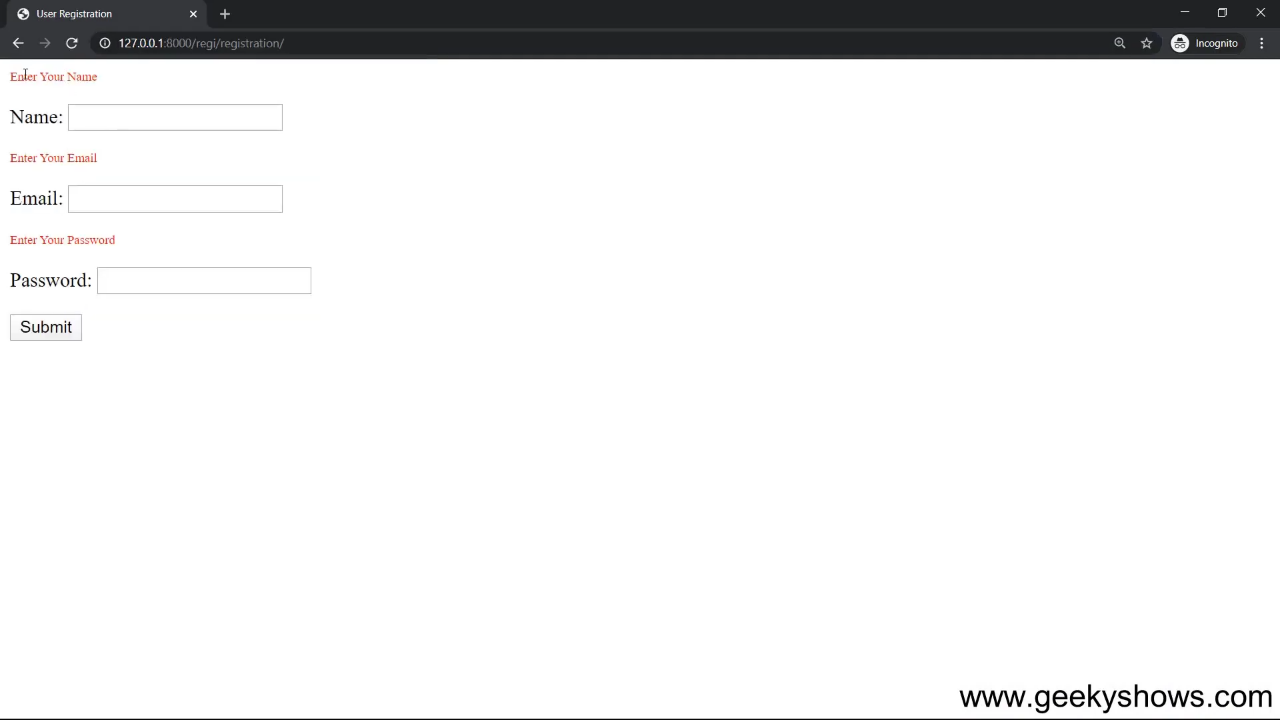 User Registration
127.0.0.1:8000/regi/registration/
Incognito
Enter Your Name
Name:
Enter Your Email
Email:
Enter Your Password
Password:
Submit
www.geekyshows.com